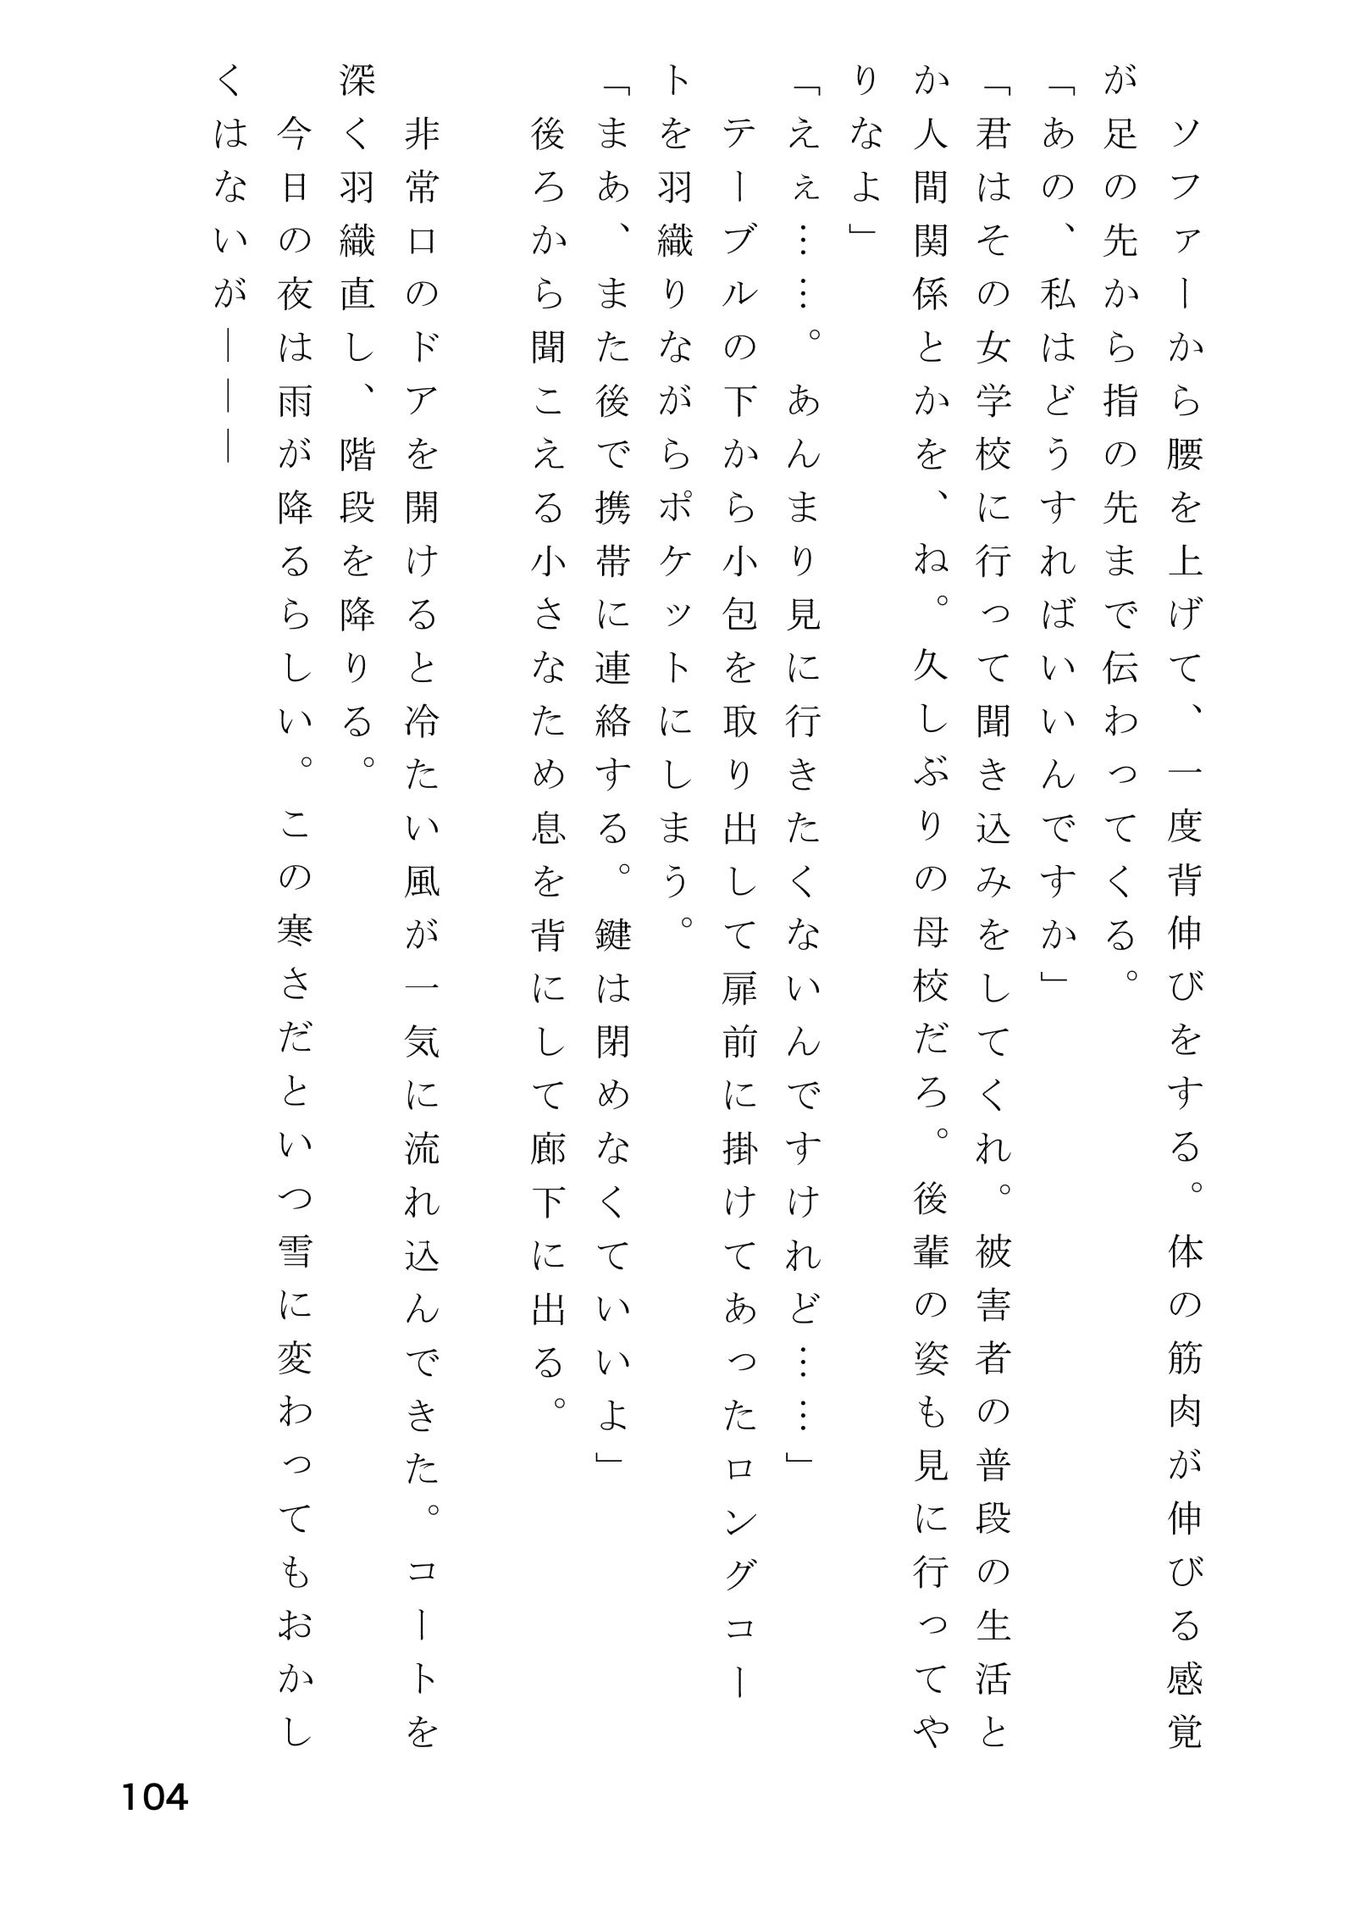 ソファーから腰を上げて、一度背伸びをする。体の筋肉が伸びる感覚
が足の先から指の先まで伝わってくる。
「あの、私はどうすればいいんですか」
「君はその女学校に行って聞き込みをしてくれ。被害者の普段の生活と
か人間関係とかを、ね。久しぶりの母校だろ。後輩の姿も見に行ってや
りなよ」
「えぇ……。あんまり見に行きたくないんですけれど……」
　テーブルの下から小包を取り出して扉前に掛けてあったロングコー
トを羽織りながらポケットにしまう。
「まあ、また後で携帯に連絡する。鍵は閉めなくていいよ」
　後ろから聞こえる小さなため息を背にして廊下に出る。
　非常口のドアを開けると冷たい風が一気に流れ込んできた。コートを
深く羽織直し、階段を降りる。
　今日の夜は雨が降るらしい。この寒さだといつ雪に変わってもおかし
くはないが―――
104